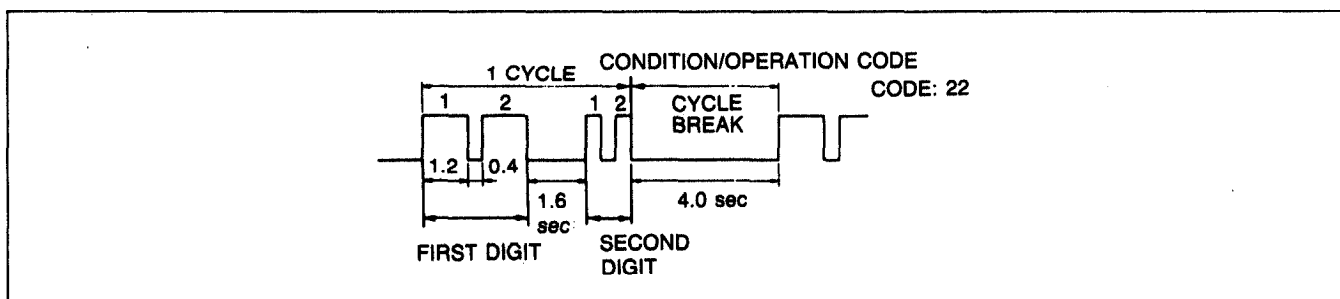 CONDITION/OPERATION CODE
1 CYCLE
CODE: 22
1 2 1 2 CYCLE
BREAK
1.2 0.4
1.6
sec
4.0 sec
FIRST DIGIT
SECOND
DIGIT